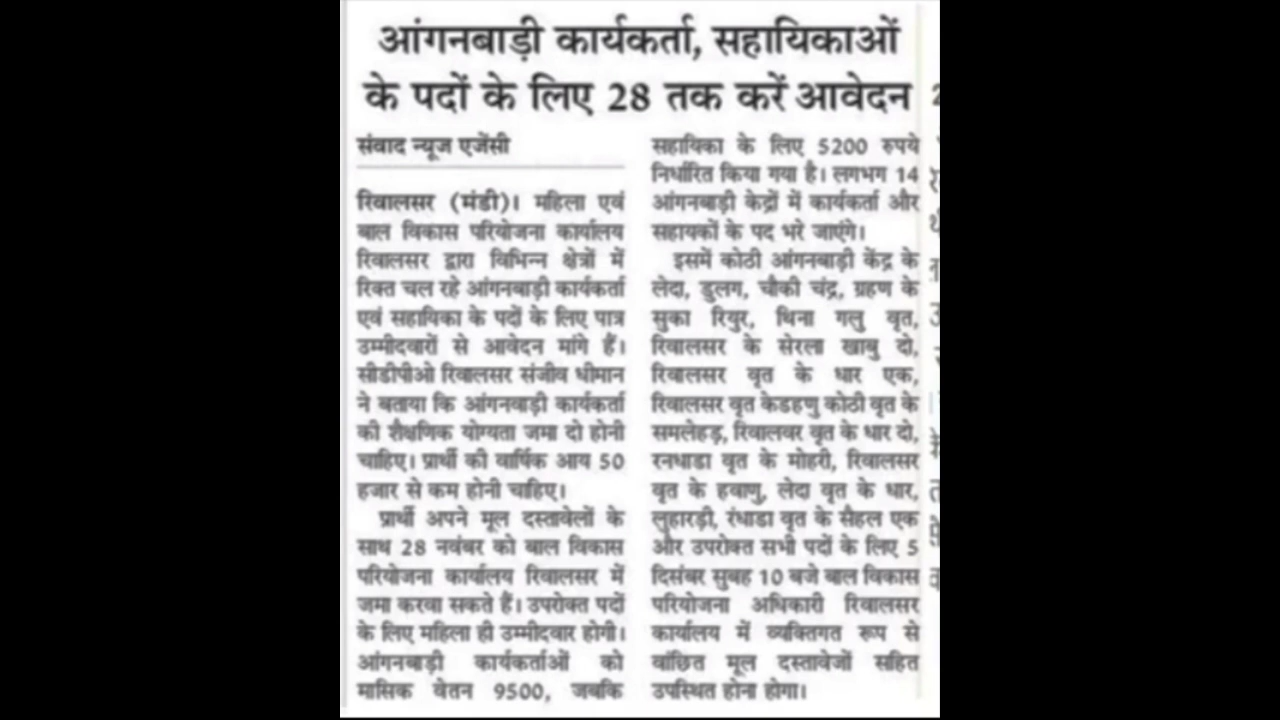 आंगनबाड़ी कार्यकर्ता, सहायिकाओं
के पदों के लिए 28 तक करें आवेदन
संवाद न्यूज एजेंसी
रिवालसर (मंडी)। महिला एवं
बाल विकास परियोजना कार्यालय
रिवालसर द्वारा विभिन्न क्षेत्रों में
रिक्त चल रहे आंगनबाड़ी कार्यकर्ता
एवं सहायिका के पदों के लिए पात्र
उम्मीदवारों से आवेदन मांगे हैं।
सीडीपीओ रिवालसर संजीव धीमान
ने बताया कि आंगनवाड़ी कार्यकर्ता
की शैक्षणिक योग्यता जमा दो होनी
चाहिए। प्रार्थी की वार्षिक आय 50
हजार से कम होनी चाहिए।
प्रार्थी अपने मूल दस्तावेलों के
साथ 28 नवंबर को बाल विकास
परियोजना कार्यालय रिवालसर में
जमा करवा सकते हैं। उपरोक्त पदों
के लिए महिला ही उम्मीदवार होगी।
आंगनबाड़ी कार्यकर्ताओं को
मासिक वेतन 9500, जबकि
सहायिका के लिए 5200 रुपये
निर्धारित किया गया है। लगभग 14
आंगनबाड़ी केंद्रों में कार्यकर्ता और
सहायकों के पद भरे जाएंगे।
इसमें कोठी आंगनबाड़ी केंद्र के
लेदा, डुलग, चौकी चंद्र, ग्रहण के
सुका रियुर, थिना गलु वृत,
रिवालसर के सेरला खाबु दो,
रिवालसर वृत के धार एक,
रिवालसर वृत केडहणु कोठी वृत के
समलेहड़, रिवालवर वृत के धार दो,
रनधाडा वृत के मोहरी, रिवालसर
वृत के हवाणु, लेदा वृत के धार,
लुहारड़ी, रंधाडा वृत के सैहल एक
और उपरोक्त सभी पदों के लिए 5
दिसंबर सुबह 10 बजे बाल विकास
परियोजना अधिकारी रिवालसर
कार्यालय में व्यक्तिगत रूप से
वांछित मूल दस्तावेजों सहित
उपस्थित होना होगा।